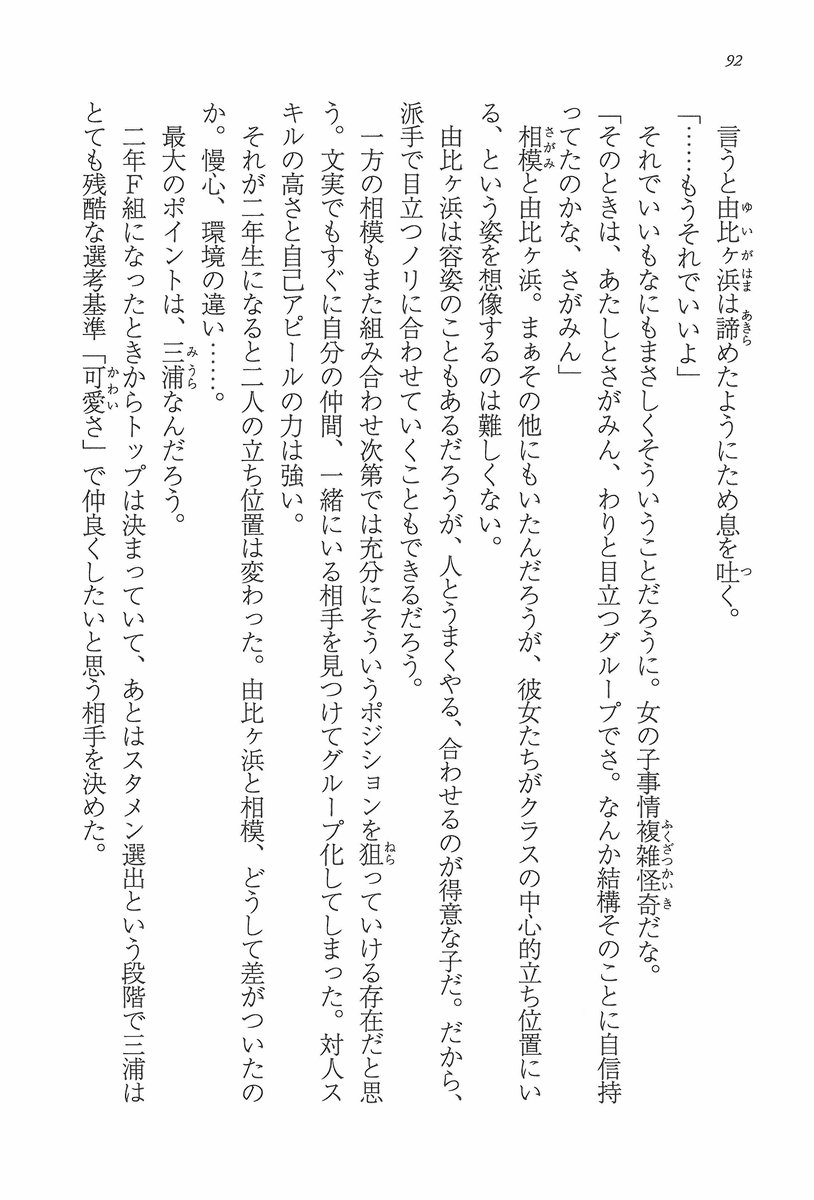 92
言うと由比ヶ浜は諦めたようにため息を吐く。
「……もうそれでいいよ」
それでいいもなにもまさしくそういうことだろうに。女の子事情複雑怪奇だな。
「そのときは、あたしとさがみん、わりと目立つグループでさ。なんか結構そのことに自信持
ってたのかな、さがみん」
相模と由比ヶ浜。まぁその他にもいたんだろうが、彼女たちがクラスの中心的立ち位置にい
る、という姿を想像するのは難しくない。
由比ヶ浜は容姿のこともあるだろうが、人とうまくやる、合わせるのが得意な子だ。だから、
派手で目立つノリに合わせていくこともできるだろう。
一方の相模もまた組み合わせ次第では充分にそういうポジションを狙っていける存在だと思
う。文実でもすぐに自分の仲間、一緒にいる相手を見つけてグループ化してしまった。対人ス
キルの高さと自己アピールの力は強い。
それが二年生になると二人の立ち位置は変わった。由比ヶ浜と相模、どうして差がついたの
か。慢心、環境の違い……。
最大のポイントは、三浦なんだろう。
二年Ｆ組になったときからトップは決まっていて、あとはスタメン選出という段階で三浦は
とても残酷な選考基準「可愛さ」で仲良くしたいと思う相手を決めた。